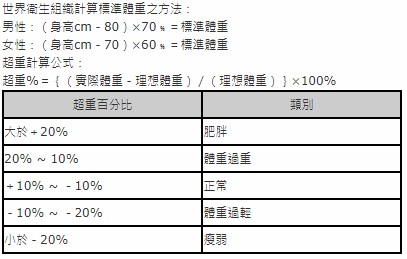 世界衛生組織計算標準體重之方法：
男性：（身高cm－80）×70﹪＝標準體重
女性：（身高cm－70）×60﹪＝標準體重
超重計算公式：
超重%＝｛（實際體重－理想體重）/（理想體重）｝×100%
超重百分比 類別
大於＋20% 肥胖
20% ~ 10% 體重過重
＋10% ~ －10% 正常
－10% ~ －20% 體重過輕
小於－20% 瘦弱